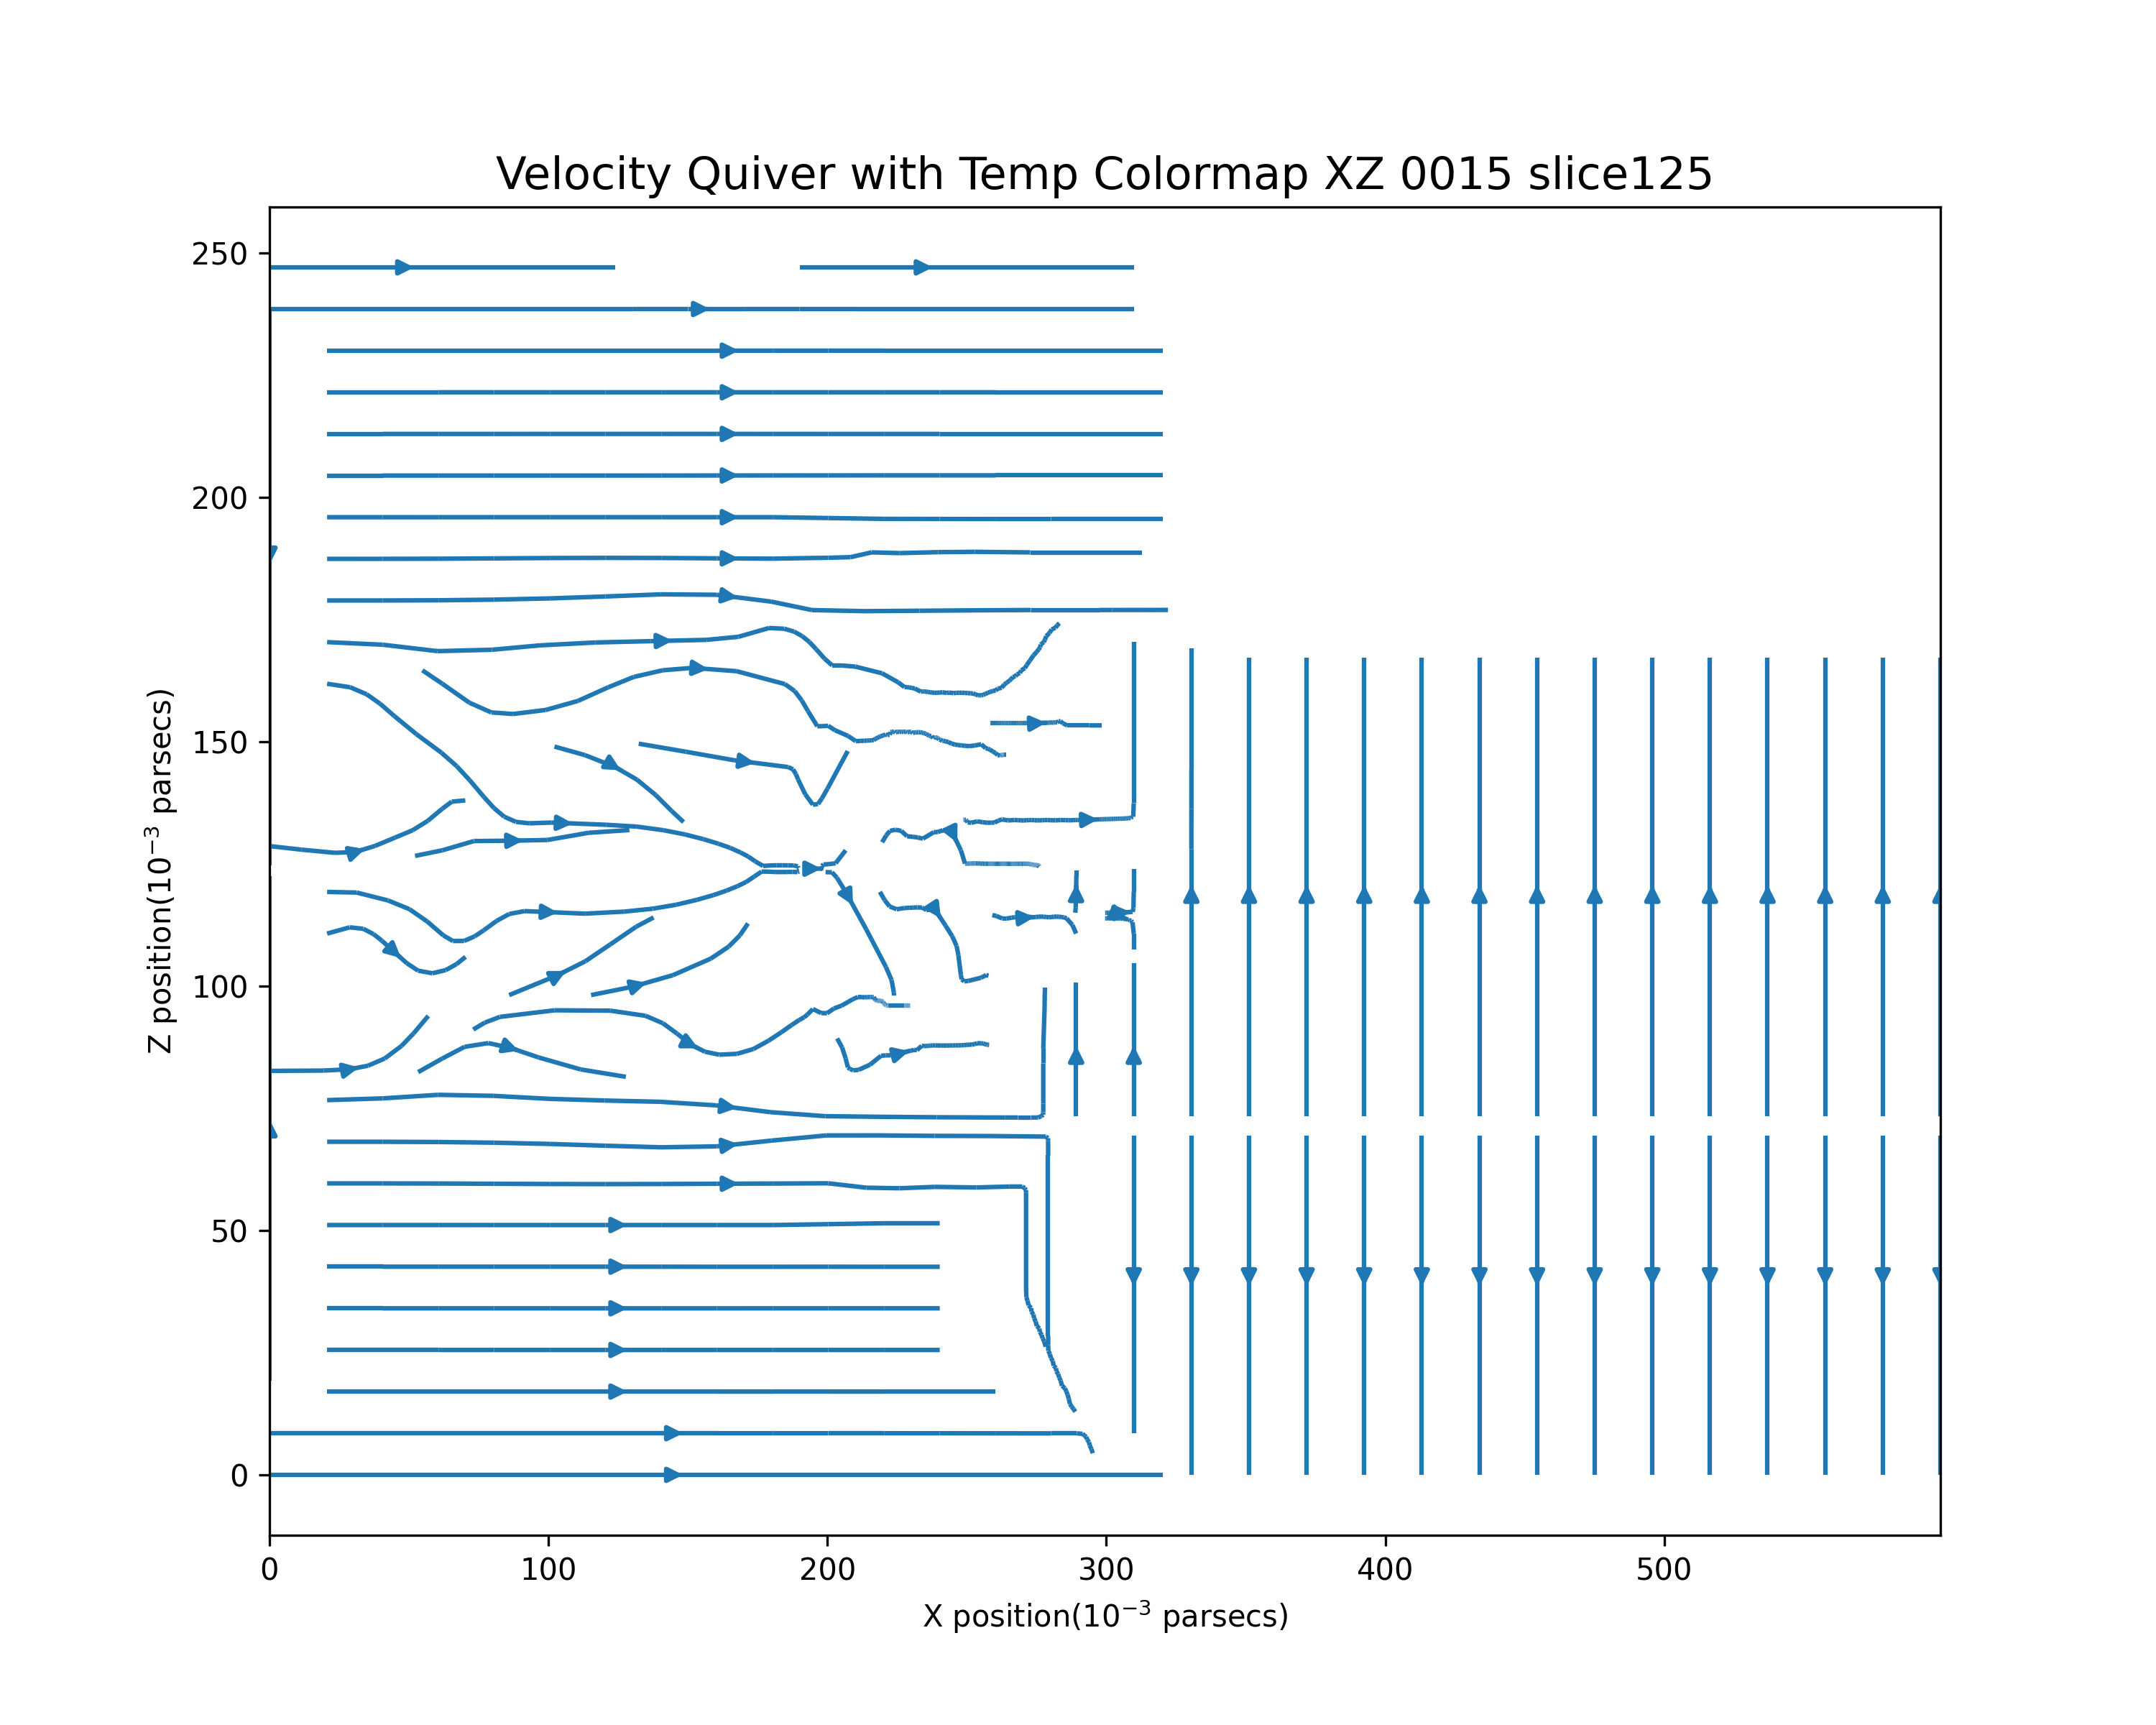 Velocity Quiver with Temp Colormap XZ 0015 slice125
250
200
150
100
50
0
Z position(10⁻³ parsecs)
0 100 200 300 400 500
X position(10⁻³ parsecs)